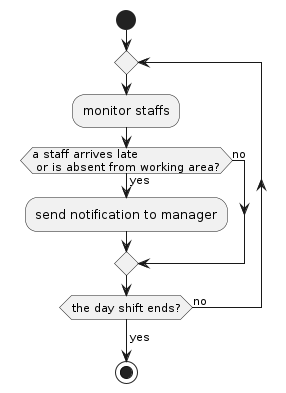 monitor staffs
a staff arrives late
or is absent from working area?
no
yes
send notification to manager
the day shift ends?
no
yes